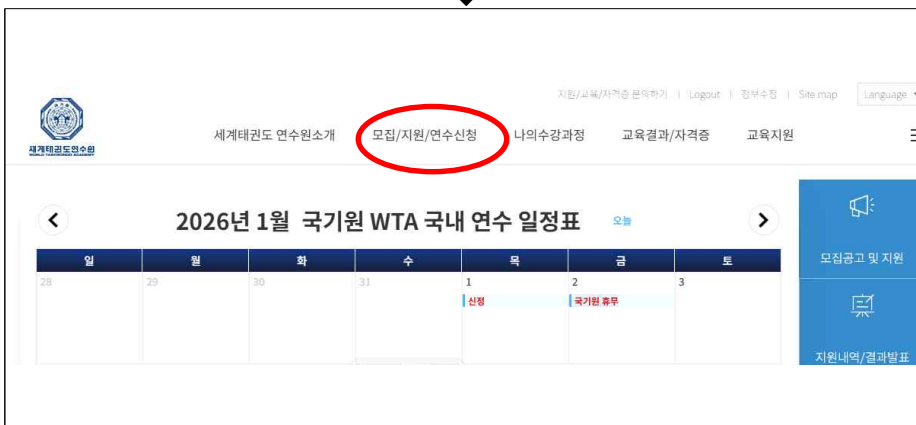 지원/교육/자격증 문의하기 | Logout | 정보수정 | Site map Language
세계태권도연수원
WORLD TAEKWONDO ACADEMY
세계태권도 연수원소개 모집/지원/연수신청 나의수강과정 교육결과/자격증 교육지원
2026년 1월 국기원 WTA 국내 연수 일정표 오늘
일 월 화 수 목 금 토
28 29 30 31 1 2 3
신정 국기원 휴무
모집공고 및 지원
지원내역/결과발표